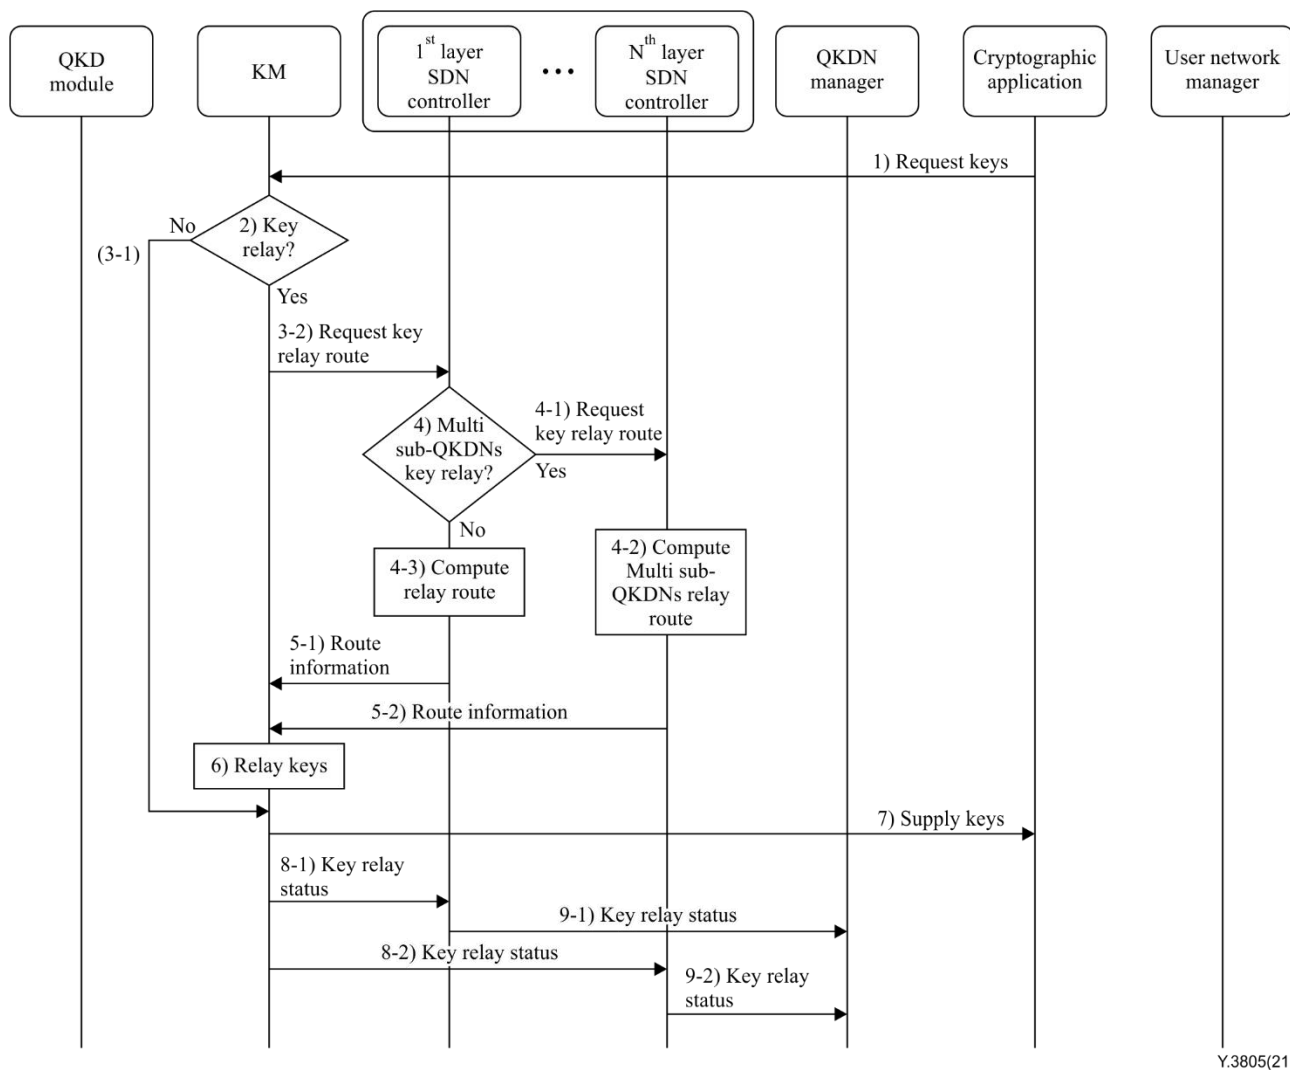 QKD
module
KM
1st layer
SDN
controller
•••
Nth layer
SDN
controller
QKDN
manager
Cryptographic
application
User network
manager
1) Request keys
No
2) Key
relay?
(3-1)
Yes
3-2) Request key
relay route
4) Multi
sub-QKDNs
key relay?
4-1) Request
key relay route
Yes
No
4-3) Compute
relay route
4-2) Compute
Multi sub-
QKDNs relay
route
5-1) Route
information
5-2) Route information
6) Relay keys
7) Supply keys
8-1) Key relay
status
9-1) Key relay status
8-2) Key relay status
9-2) Key relay
status
Y.3805(21